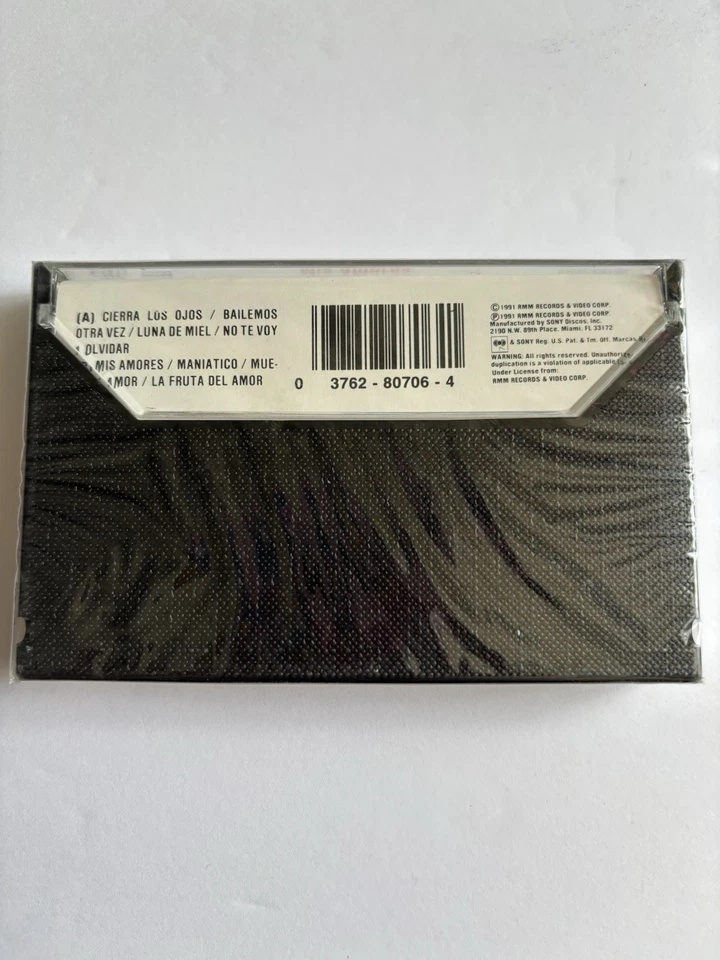 (A) CIERRA LOS OJOS / BAILEMOS
OTRA VEZ / LUNA DE MIEL / NO TE VOY
OLVIDAR
MIS AMORES / MANIATICO / MUE-
AMOR / LA FRUTA DEL AMOR
0 3762 - 80706 - 4
© 1991 RMM RECORDS & VIDEO CORP.
℗ 1991 RMM RECORDS & VIDEO CORP.
Manufactured by SONY Discos, Inc.
2190 N.W. 89th Place. Miami, FL 33172
& SONY Reg. U.S. Pat. & Tm. Off. Marcas
WARNING: All rights reserved.
duplication is a violation of applicable
Under License from:
RMM RECORDS & VIDEO CORP.